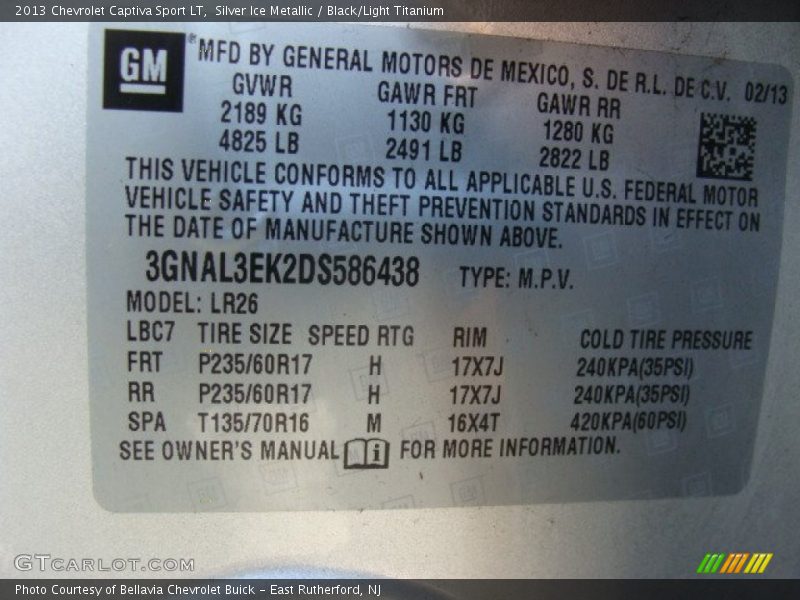 2013 Chevrolet Captiva Sport LT,  Silver Ice Metallic / Black/Light Titanium
GM
® MFD BY GENERAL MOTORS DE MEXICO, S. DE R.L. DE C.V. 02/13
GVWR GAWR FRT GAWR RR
2189 KG 1130 KG 1280 KG
4825 LB 2491 LB 2822 LB
THIS VEHICLE CONFORMS TO ALL APPLICABLE U.S. FEDERAL MOTOR
VEHICLE SAFETY AND THEFT PREVENTION STANDARDS IN EFFECT ON
THE DATE OF MANUFACTURE SHOWN ABOVE.
3GNAL3EK2DS586438 TYPE: M.P.V.
MODEL: LR26
LBC7 TIRE SIZE SPEED RTG RIM COLD TIRE PRESSURE
FRT P235/60R17 H 17X7J 240KPA(35PSI)
RR P235/60R17 H 17X7J 240KPA(35PSI)
SPA T135/70R16 M 16X4T 420KPA(60PSI)
SEE OWNER'S MANUAL i FOR MORE INFORMATION.
GTCARLOT.COM
Photo Courtesy of Bellavia Chevrolet Buick - East Rutherford, NJ